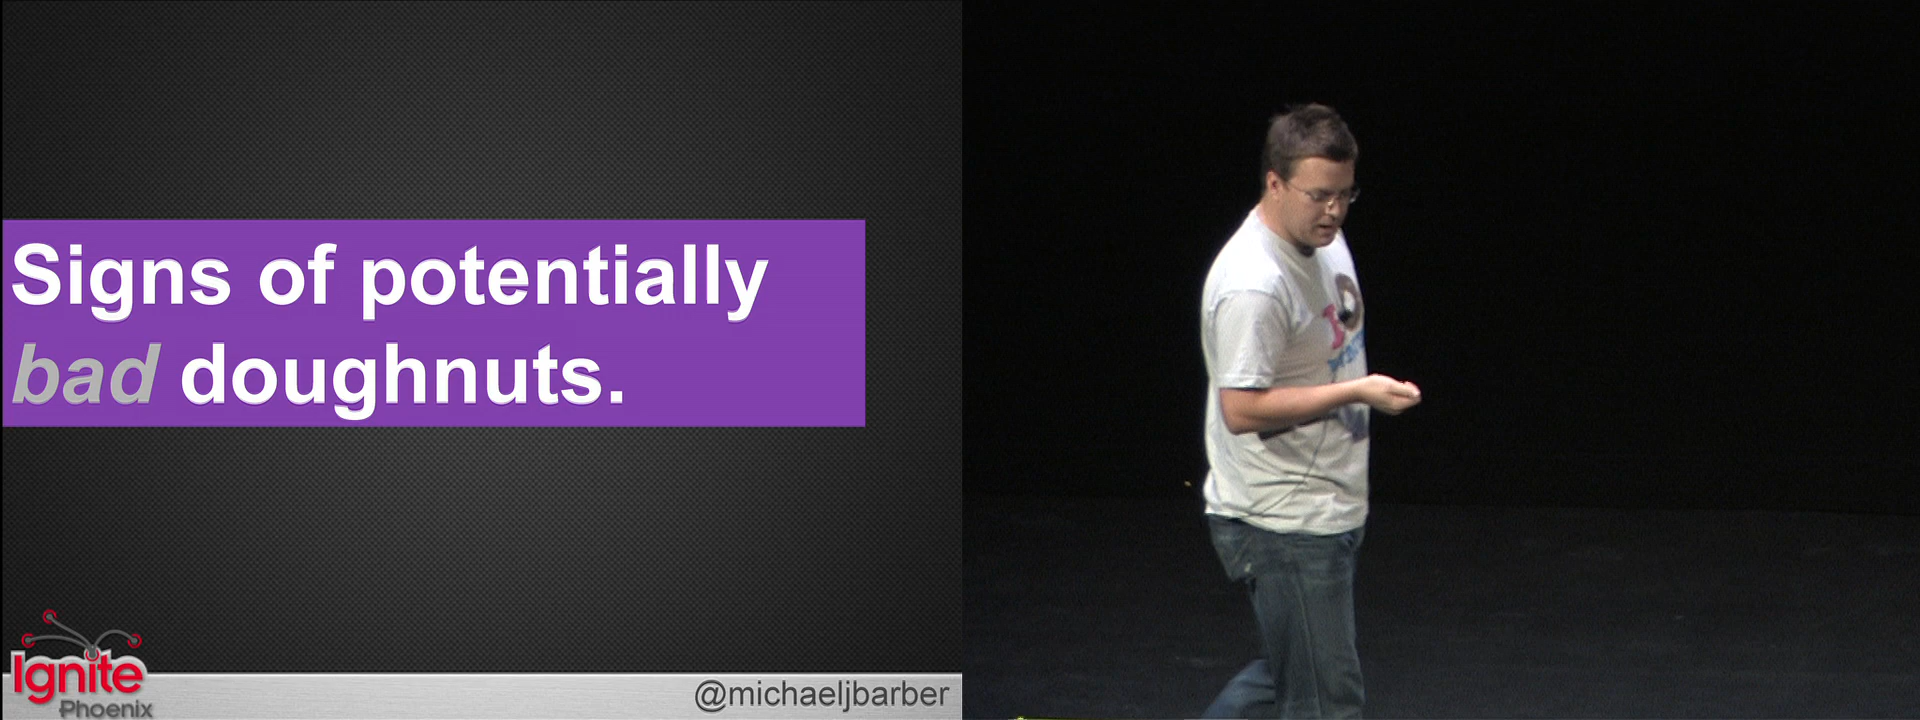 Signs of potentially
bad doughnuts.
Ignite
Phoenix
@michaeljbarber